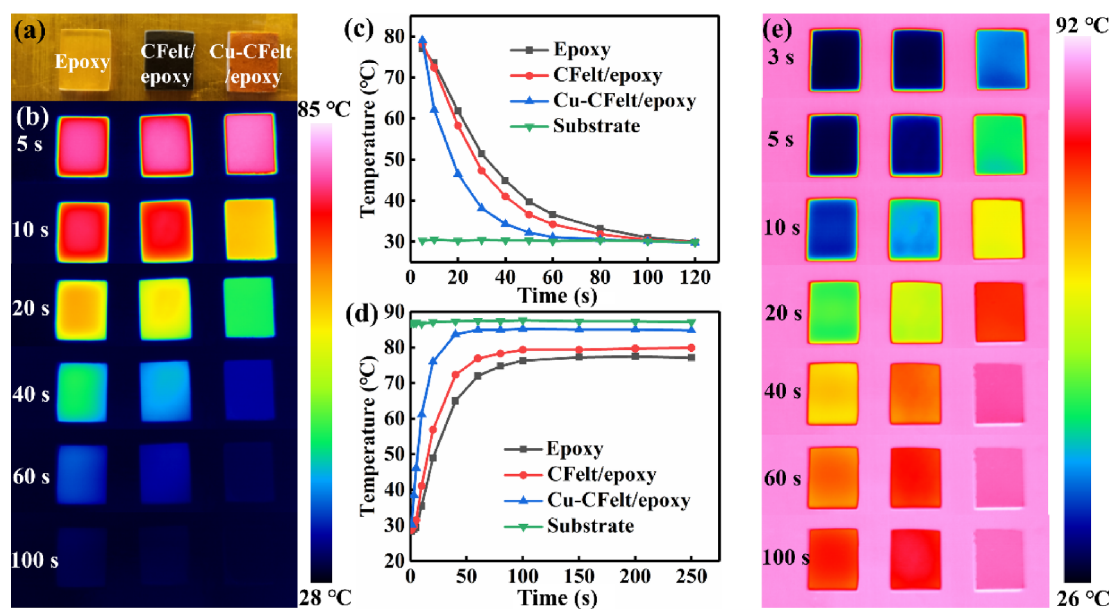 (a)
Epoxy
CFelt/
epoxy
Cu-CFelt
/epoxy
(b)
5 s
10 s
20 s
40 s
60 s
100 s
85 ℃
28 ℃
(c)
Temperature (℃)
80
70
60
50
40
30
20
0 20 40 60 80 100 120
Time (s)
Epoxy
CFelt/epoxy
Cu-CFelt/epoxy
Substrate
(d)
Temperature (℃)
90
80
70
60
50
40
30
20
0 50 100 150 200 250
Time (s)
Epoxy
CFelt/epoxy
Cu-CFelt/epoxy
Substrate
(e)
3 s
5 s
10 s
20 s
40 s
60 s
100 s
92 ℃
26 ℃